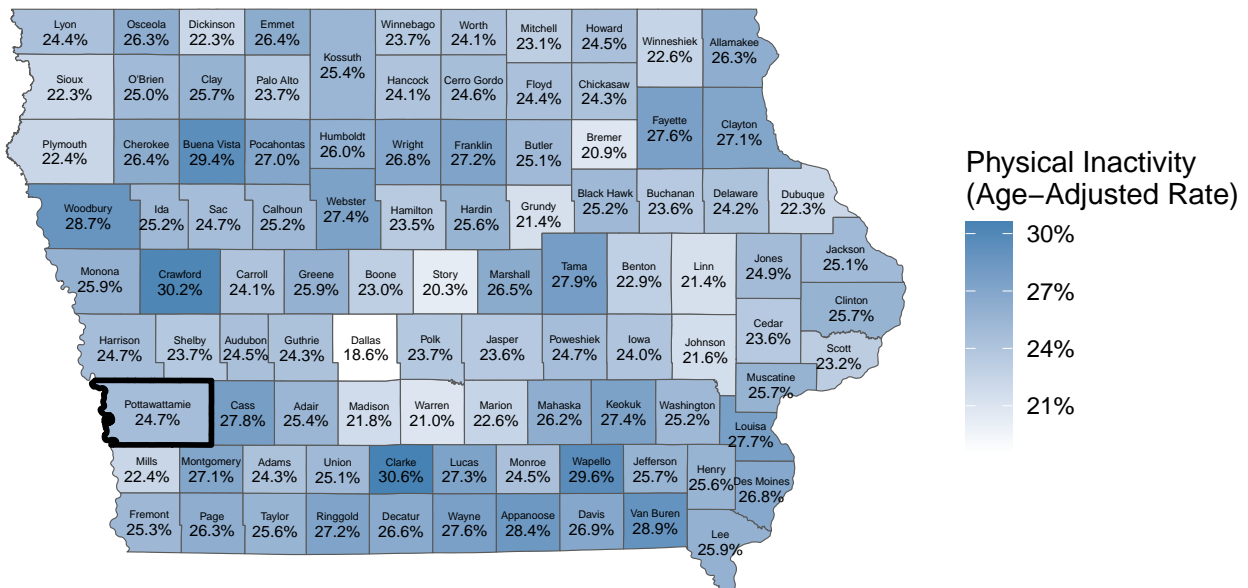 Lyon
24.4%
Osceola
26.3%
Dickinson
22.3%
Emmet
26.4%
Kossuth
25.4%
Winnebago
23.7%
Worth
24.1%
Mitchell
23.1%
Howard
24.5%
Winneshiek
22.6%
Allamakee
26.3%
Sioux
22.3%
O'Brien
25.0%
Clay
25.7%
Palo Alto
23.7%
Hancock
24.1%
Cerro Gordo
24.6%
Floyd
24.4%
Chickasaw
24.3%
Fayette
27.6%
Clayton
27.1%
Plymouth
22.4%
Cherokee
26.4%
Buena Vista
29.4%
Pocahontas
27.0%
Humboldt
26.0%
Wright
26.8%
Franklin
27.2%
Butler
25.1%
Bremer
20.9%
Physical Inactivity
(Age−Adjusted Rate)
30%
27%
24%
21%
Woodbury
28.7%
Ida
25.2%
Sac
24.7%
Calhoun
25.2%
Webster
27.4%
Hamilton
23.5%
Hardin
25.6%
Grundy
21.4%
Black Hawk
25.2%
Buchanan
23.6%
Delaware
24.2%
Dubuque
22.3%
Monona
25.9%
Crawford
30.2%
Carroll
24.1%
Greene
25.9%
Boone
23.0%
Story
20.3%
Marshall
26.5%
Tama
27.9%
Benton
22.9%
Linn
21.4%
Jones
24.9%
Jackson
25.1%
Clinton
25.7%
Harrison
24.7%
Shelby
23.7%
Audubon
24.5%
Guthrie
24.3%
Dallas
18.6%
Polk
23.7%
Jasper
23.6%
Poweshiek
24.7%
Iowa
24.0%
Johnson
21.6%
Cedar
23.6%
Scott
23.2%
Muscatine
25.7%
Pottawattamie
24.7%
Cass
27.8%
Adair
25.4%
Madison
21.8%
Warren
21.0%
Marion
22.6%
Mahaska
26.2%
Keokuk
27.4%
Washington
25.2%
Louisa
27.7%
Mills
22.4%
Montgomery
27.1%
Adams
24.3%
Union
25.1%
Clarke
30.6%
Lucas
27.3%
Monroe
24.5%
Wapello
29.6%
Jefferson
25.7%
Henry
25.6%
Des Moines
26.8%
Fremont
25.3%
Page
26.3%
Taylor
25.6%
Ringgold
27.2%
Decatur
26.6%
Wayne
27.6%
Appanoose
28.4%
Davis
26.9%
Van Buren
28.9%
Lee
25.9%